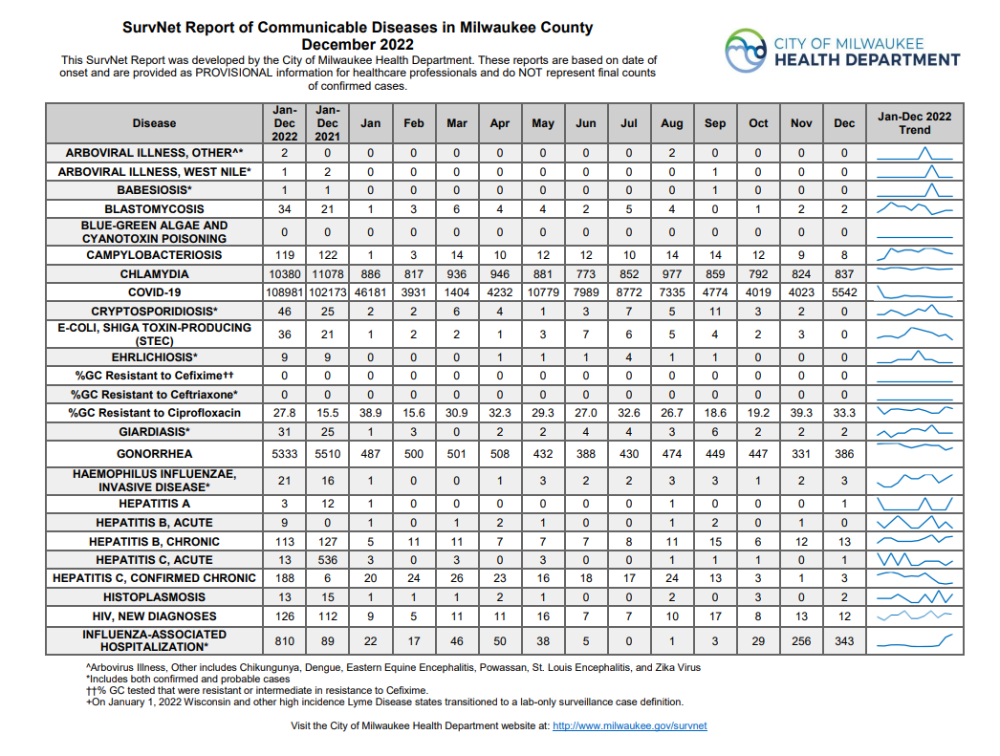 SurvNet Report of Communicable Diseases in Milwaukee County
December 2022
This SurvNet Report was developed by the City of Milwaukee Health Department. These reports are based on date of
onset and are provided as PROVISIONAL information for healthcare professionals and do NOT represent final counts
of confirmed cases.
CITY OF MILWAUKEE
HEALTH DEPARTMENT
Disease Jan-Dec 2022 Jan-Dec 2021 Jan Feb Mar Apr May Jun Jul Aug Sep Oct Nov Dec Jan-Dec 2022 Trend
ARBOVIRAL ILLNESS, OTHER^* 2 0 0 0 0 0 0 0 0 2 0 0 0 0
ARBOVIRAL ILLNESS, WEST NILE* 1 2 0 0 0 0 0 0 0 0 1 0 0 0
BABESIOSIS* 1 1 0 0 0 0 0 0 0 0 1 0 0 0
BLASTOMYCOSIS 34 21 1 3 6 4 4 2 5 4 0 1 2 2
BLUE-GREEN ALGAE AND
CYANOTOXIN POISONING 0 0 0 0 0 0 0 0 0 0 0 0 0 0
CAMPYLOBACTERIOSIS 119 122 1 3 14 10 12 12 10 14 14 12 9 8
CHLAMYDIA 10380 11078 886 817 936 946 881 773 852 977 859 792 824 837
COVID-19 108981 102173 46181 3931 1404 4232 10779 7989 8772 7335 4774 4019 4023 5542
CRYPTOSPORIDIOSIS* 46 25 2 2 6 4 1 3 7 5 11 3 2 0
E-COLI, SHIGA TOXIN-PRODUCING
(STEC) 36 21 1 2 2 1 3 7 6 5 4 2 3 0
EHRLICHIOSIS* 9 9 0 0 0 1 1 1 4 1 1 0 0 0
%GC Resistant to Cefixime†† 0 0 0 0 0 0 0 0 0 0 0 0 0 0
%GC Resistant to Ceftriaxone* 0 0 0 0 0 0 0 0 0 0 0 0 0 0
%GC Resistant to Ciprofloxacin 27.8 15.5 38.9 15.6 30.9 32.3 29.3 27.0 32.6 26.7 18.6 19.2 39.3 33.3
GIARDIASIS* 31 25 1 3 0 2 2 4 4 3 6 2 2 2
GONORRHEA 5333 5510 487 500 501 508 432 388 430 474 449 447 331 386
HAEMOPHILUS INFLUENZAE,
INVASIVE DISEASE* 21 16 1 0 0 1 3 2 2 3 3 1 2 3
HEPATITIS A 3 12 1 0 0 0 0 0 0 1 0 0 0 1
HEPATITIS B, ACUTE 9 0 1 0 1 2 1 0 0 1 2 0 1 0
HEPATITIS B, CHRONIC 113 127 5 11 11 7 7 7 8 11 15 6 12 13
HEPATITIS C, ACUTE 13 536 3 0 3 0 3 0 0 1 1 1 0 1
HEPATITIS C, CONFIRMED CHRONIC 188 6 20 24 26 23 16 18 17 24 13 3 1 3
HISTOPLASMOSIS 13 15 1 1 1 2 1 0 0 2 0 3 0 2
HIV, NEW DIAGNOSES 126 112 9 5 11 11 16 7 7 10 17 8 13 12
INFLUENZA-ASSOCIATED
HOSPITALIZATION* 810 89 22 17 46 50 38 5 0 1 3 29 256 343
^Arbovirus Illness, Other includes Chikungunya, Dengue, Eastern Equine Encephalitis, Powassan, St. Louis Encephalitis, and Zika Virus
*Includes both confirmed and probable cases
††% GC tested that were resistant or intermediate in resistance to Cefixime.
+On January 1, 2022 Wisconsin and other high incidence Lyme Disease states transitioned to a lab-only surveillance case definition.
Visit the City of Milwaukee Health Department website at: http://www.milwaukee.gov/survnet